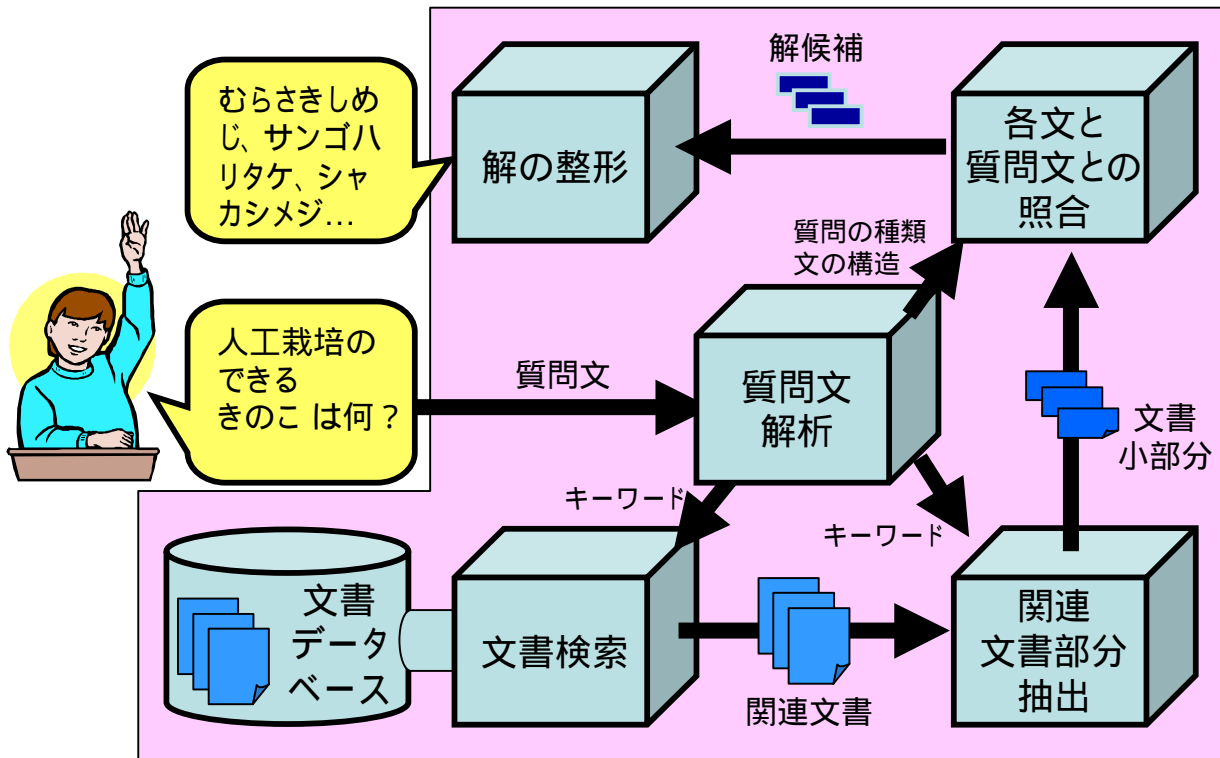 むらさきしめ
じ、サンゴハ
リタケ、シャ
カシメジ…
解の整形
解候補
各文と
質問文との
照合
質問の種類
文の構造
人工栽培の
できる
きのこ は何？
質問文
質問文
解析
文書
小部分
キーワード
キーワード
文書
データ
ベース
文書検索
関連文書
関連
文書部分
抽出